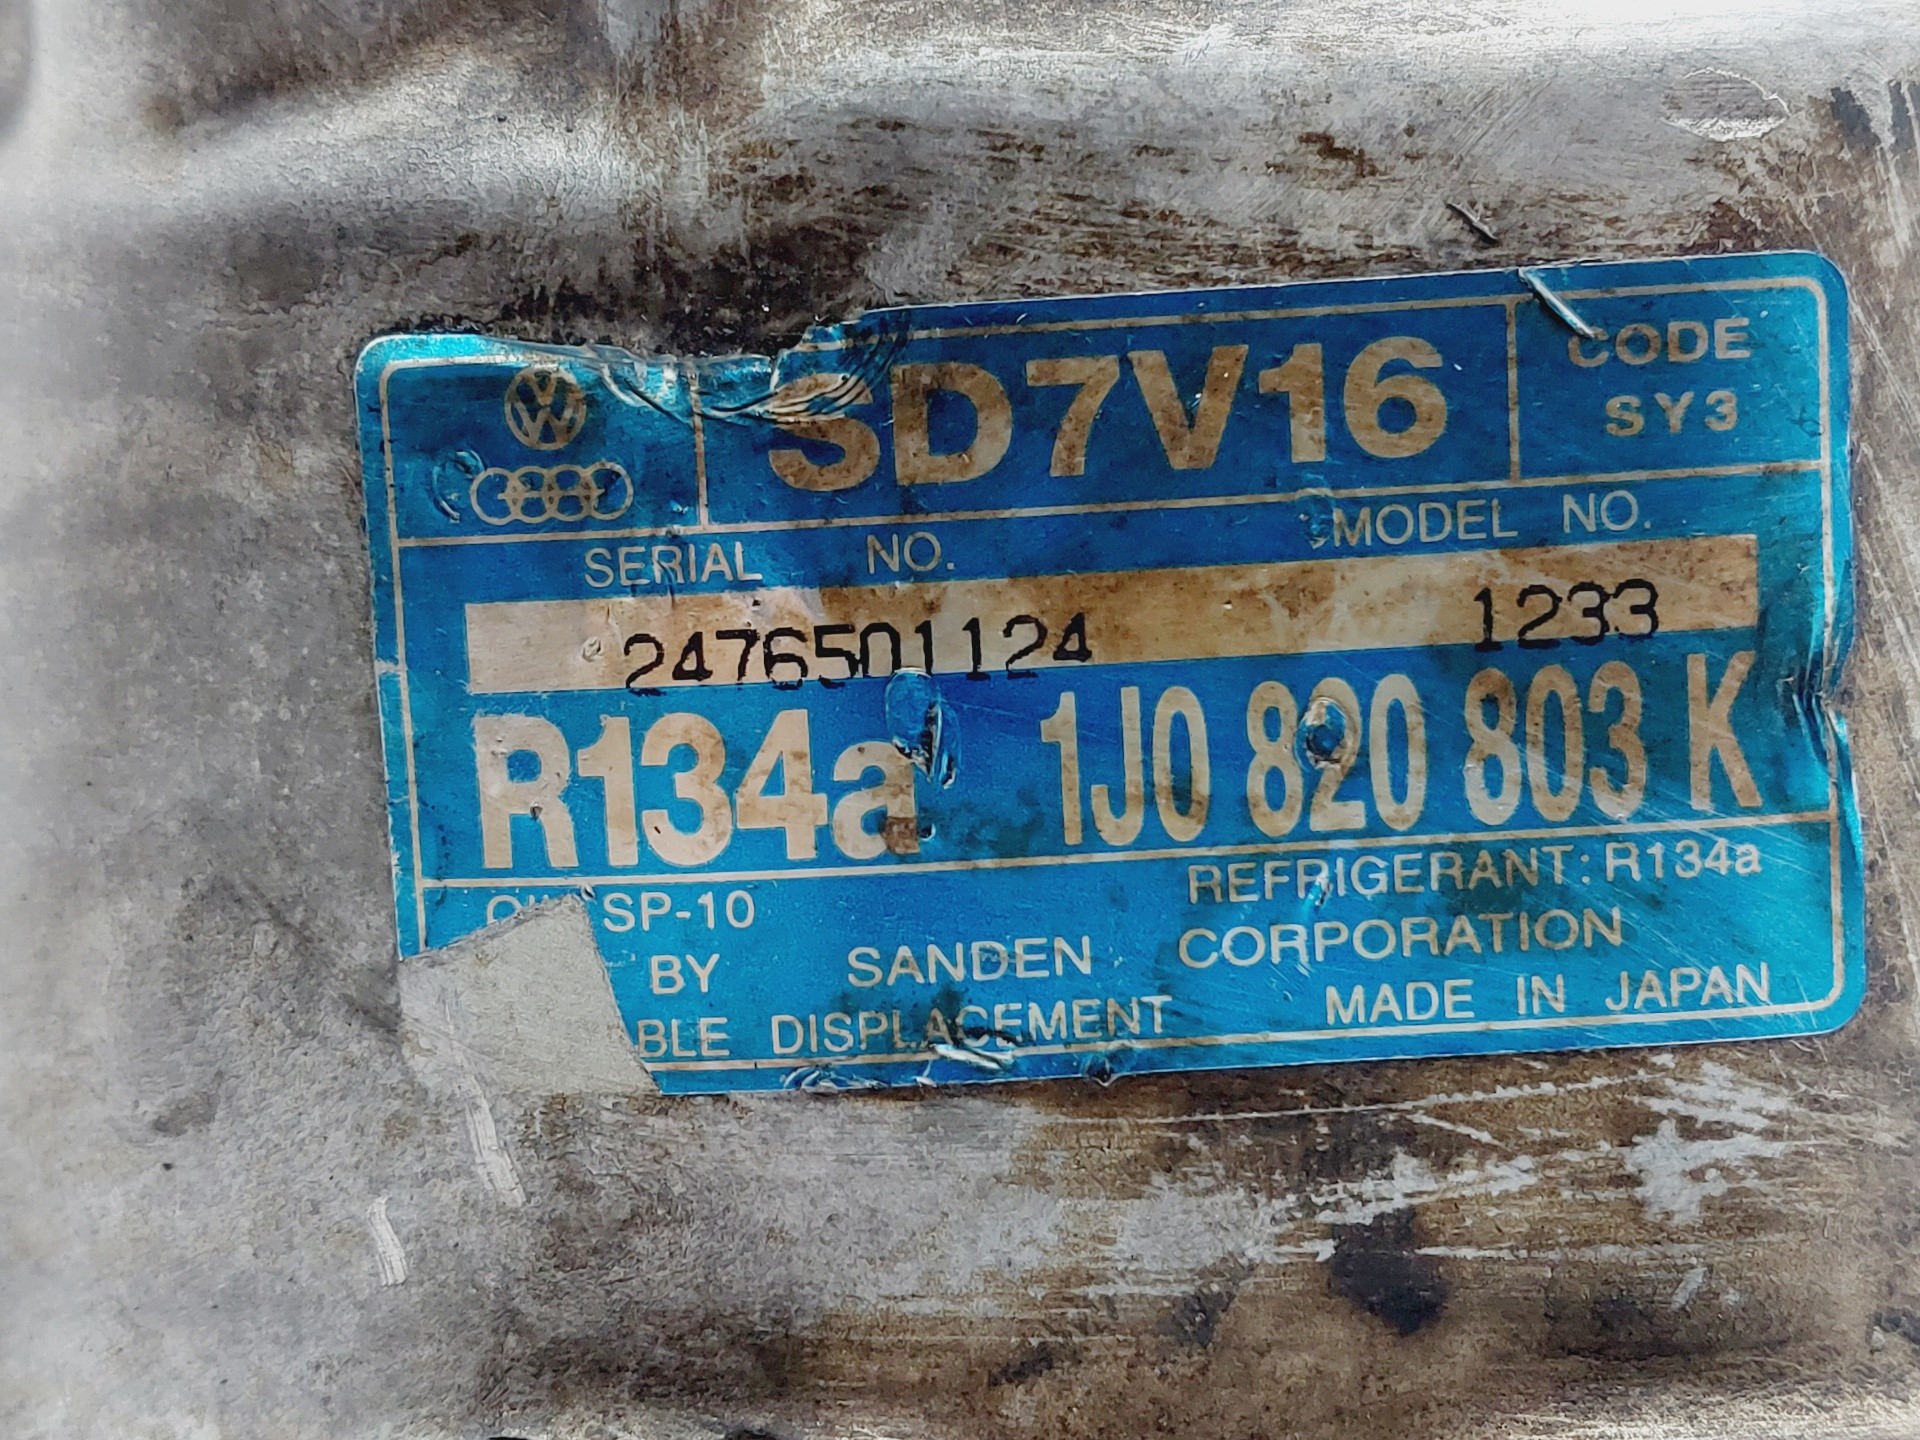 SD7V16
CODE
SY3
SERIAL NO. MODEL NO.
2476501124 1233
R134a 1J0 820 803 K
SP-10 REFRIGERANT: R134a
BY SANDEN CORPORATION
BLE DISPLACEMENT MADE IN JAPAN